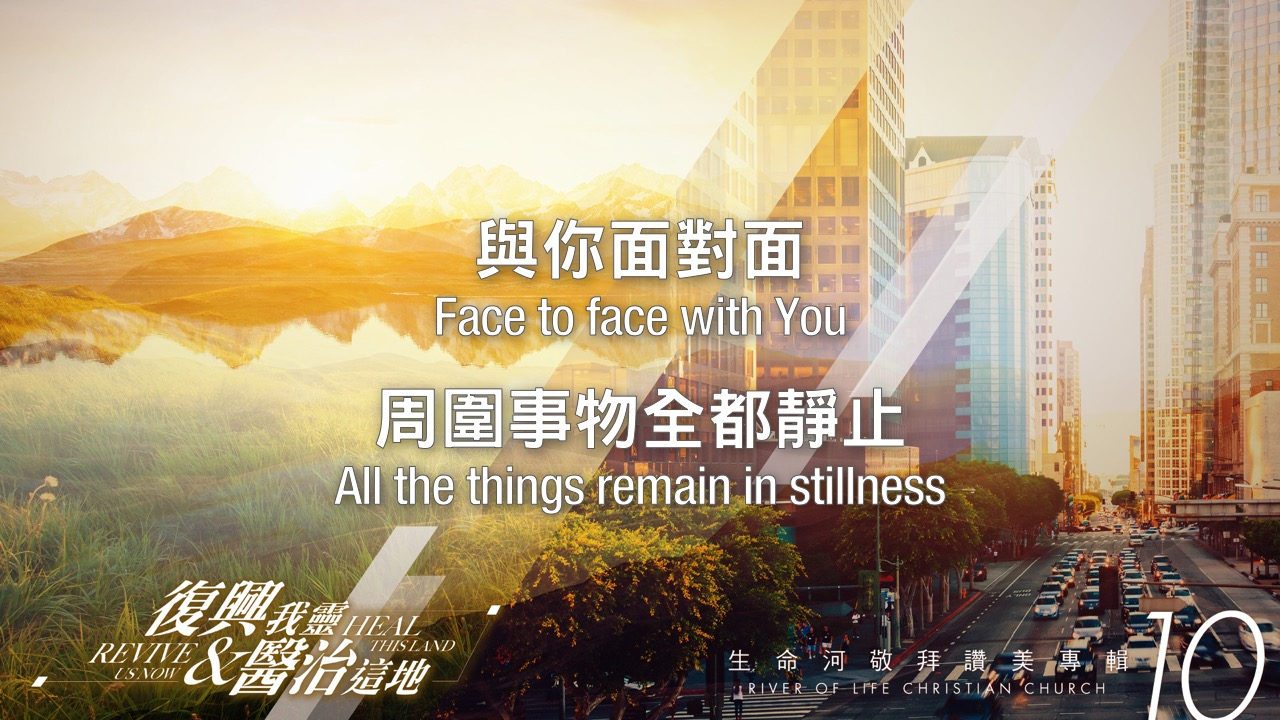 與你面對面
Face to face with You
周圍事物全都靜止
All the things remain in stillness
復興我靈 HEAL THIS LAND
REVIVE US NOW & 醫治這地
生命河敬拜讚美專輯 10
RIVER OF LIFE CHRISTIAN CHURCH